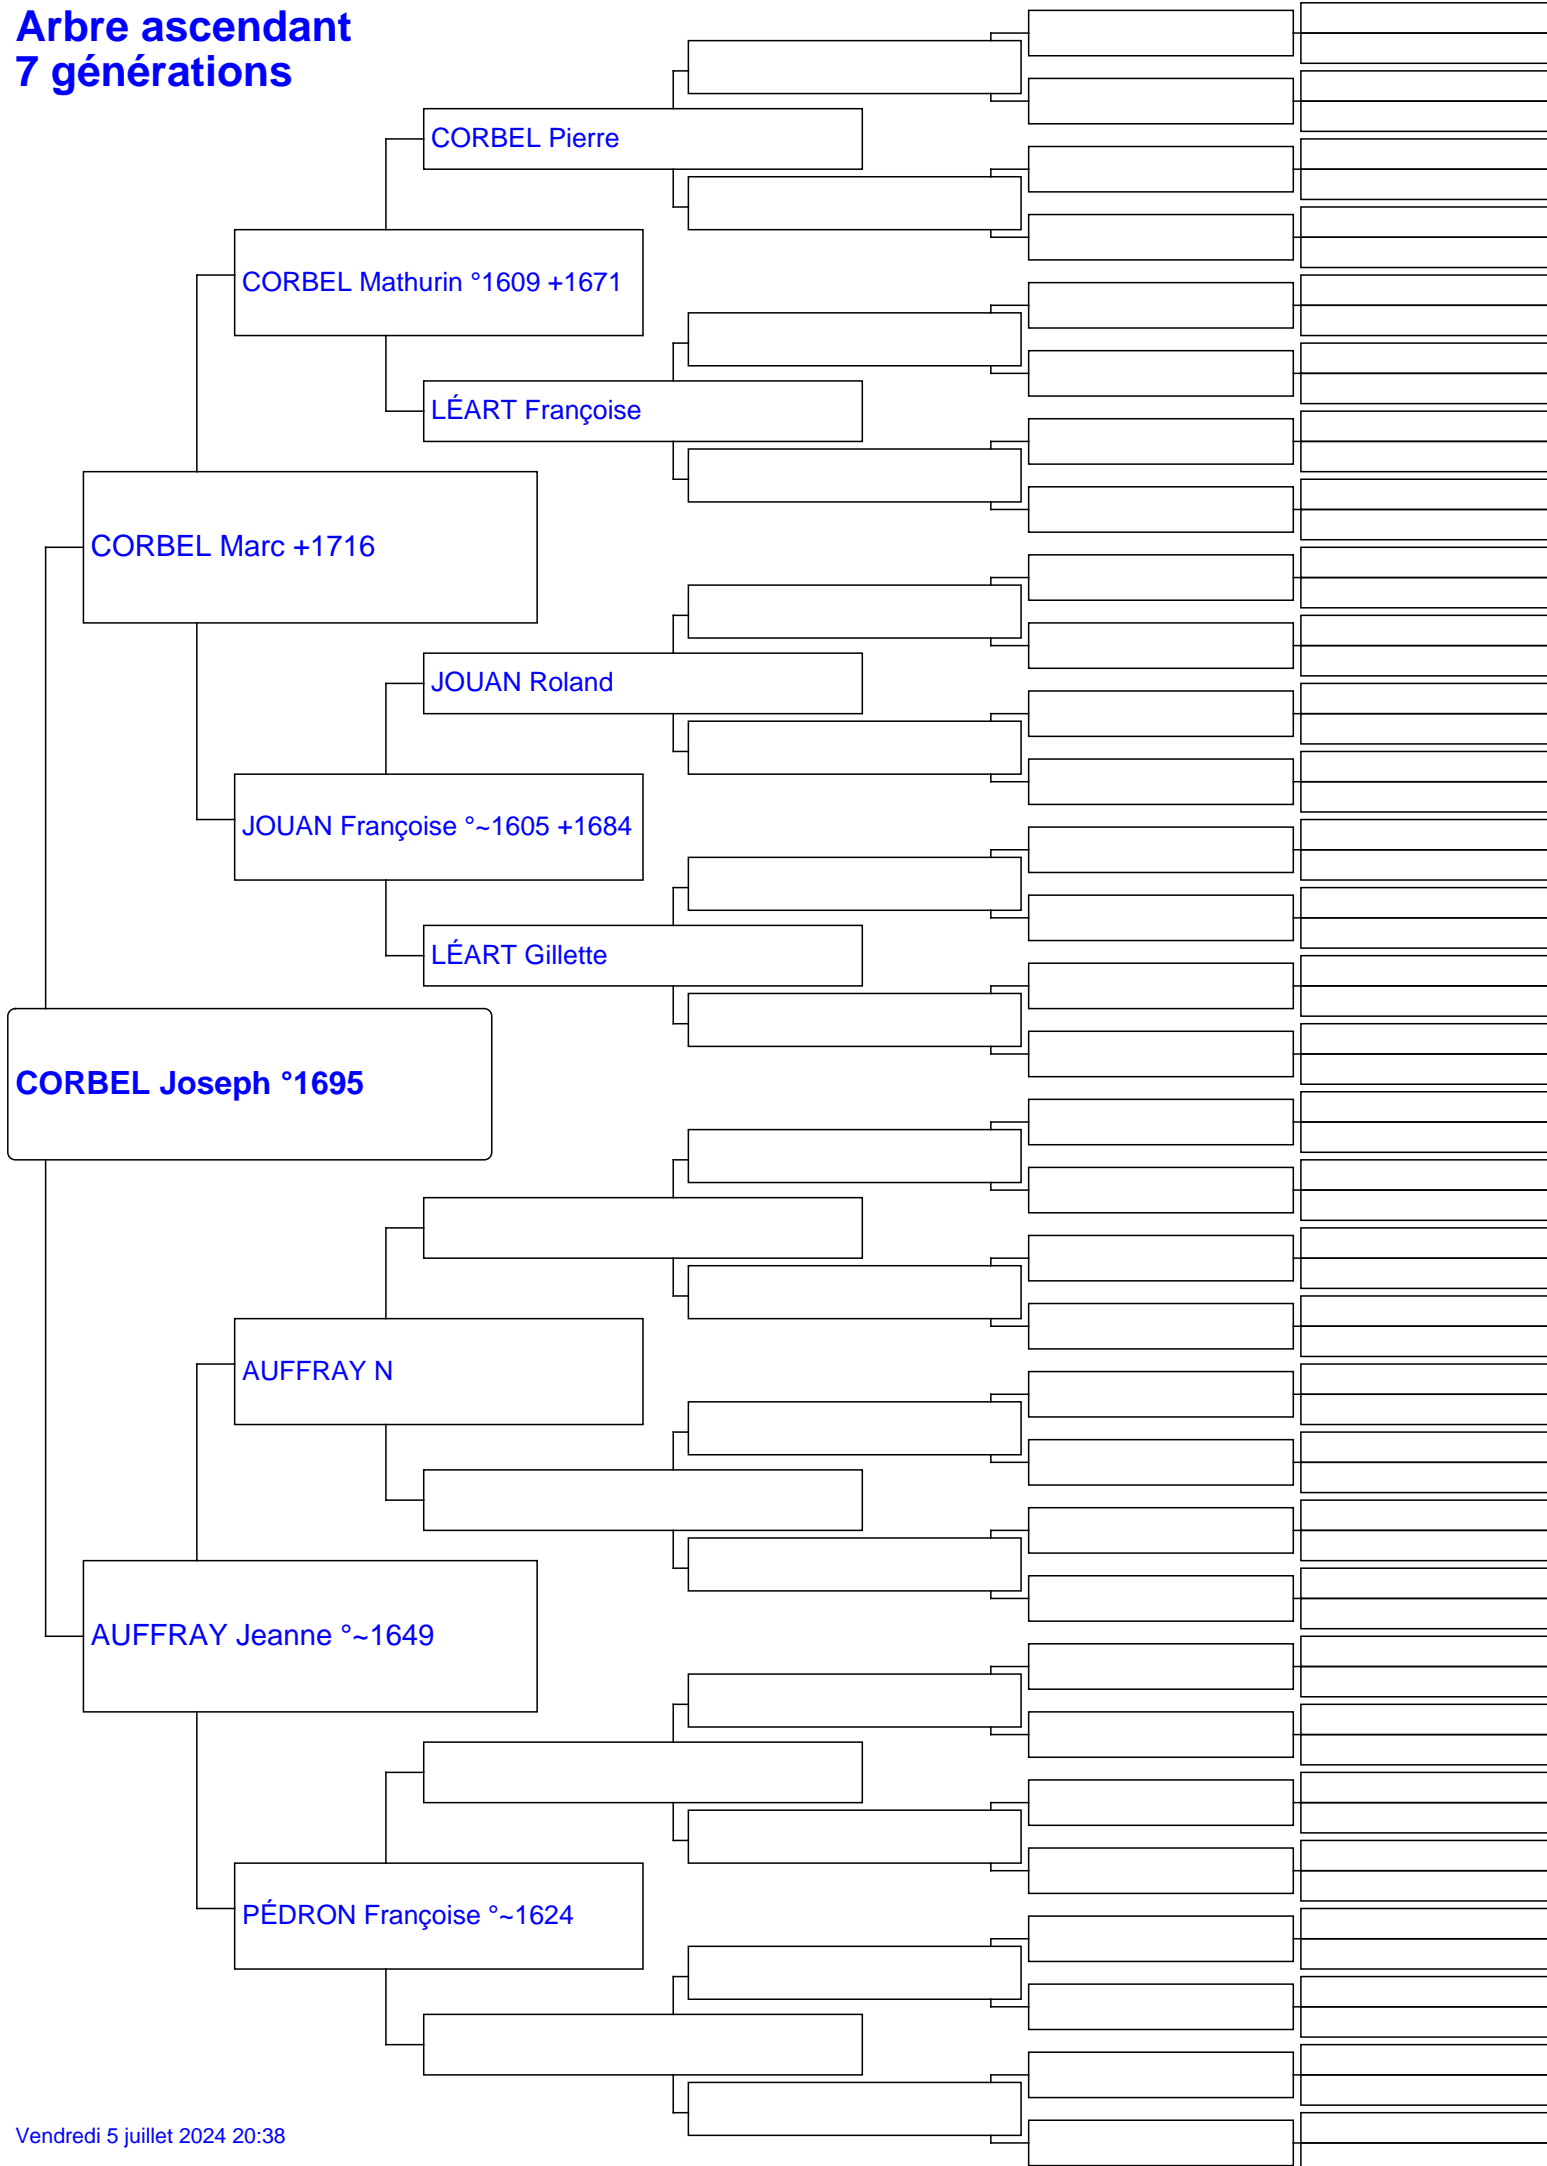 Arbre ascendant
7 générations
CORBEL Pierre
CORBEL Mathurin °1609 +1671
LÉART Françoise
CORBEL Marc +1716
JOUAN Roland
JOUAN Françoise °~1605 +1684
LÉART Gillette
CORBEL Joseph °1695
AUFFRAY N
AUFFRAY Jeanne °~1649
PÉDRON Françoise °~1624
Vendredi 5 juillet 2024 20:38